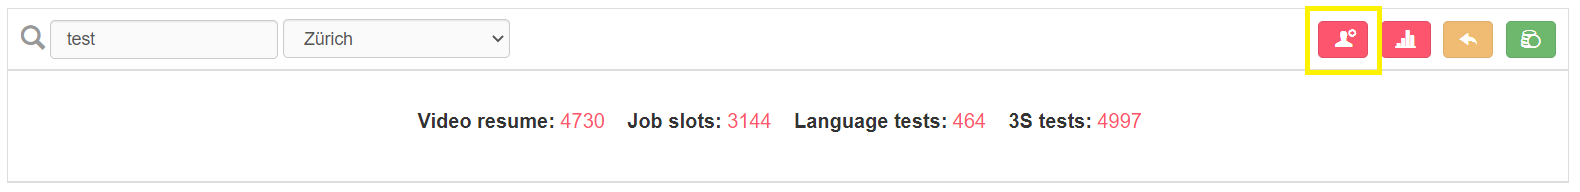 test Zürich
Video resume: 4730 Job slots: 3144 Language tests: 464 3S tests: 4997